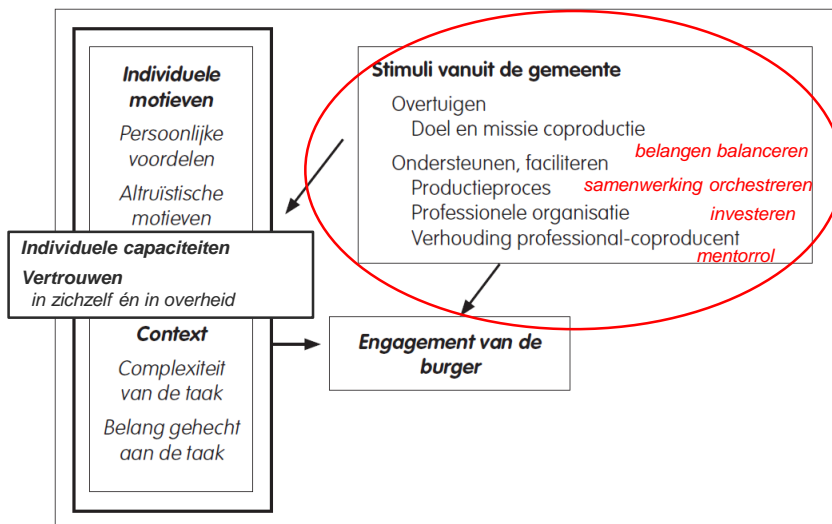 Individuele
motieven
Persoonlijke
voordelen
Altruïstische
motieven
Individuele capaciteiten
Vertrouwen
in zichzelf én in overheid
Context
Complexiteit
van de taak
Belang gehecht
aan de taak
Stimuli vanuit de gemeente
Overtuigen
Doel en missie coproductie
belangen balanceren
Ondersteunen, faciliteren
Productieproces
samenwerking orchestreren
Professionele organisatie
investeren
Verhouding professional-coproducent
mentorrol
Engagement van de
burger